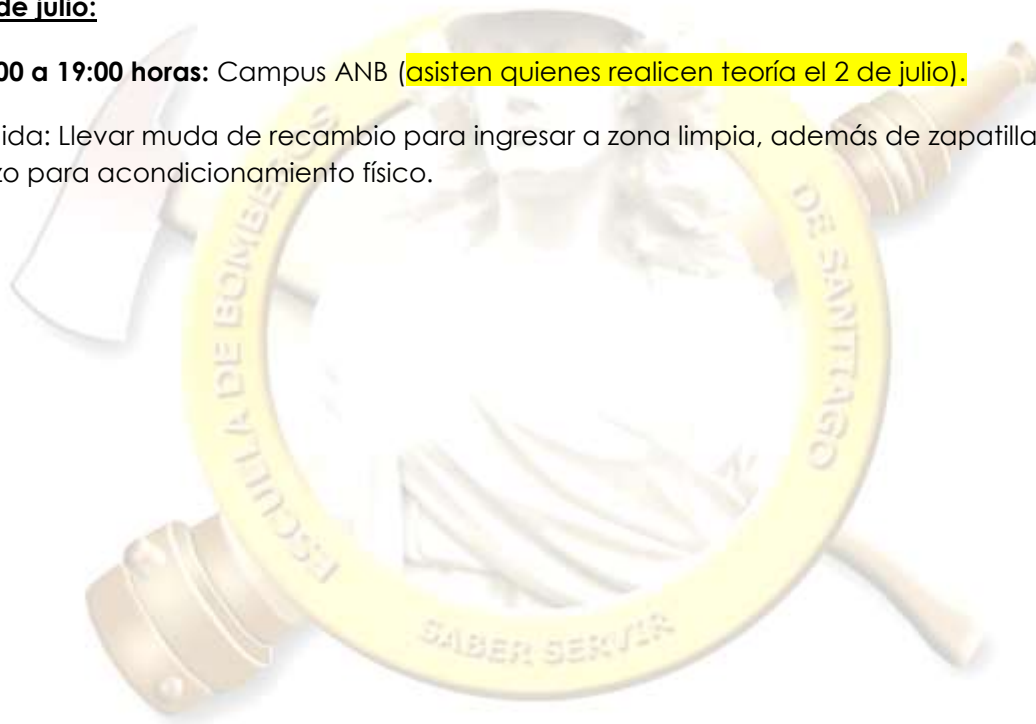 de julio:
00 a 19:00 horas: Campus ANB (asisten quienes realicen teoría el 2 de julio).
ida: Llevar muda de recambio para ingresar a zona limpia, además de zapatilla
zo para acondicionamiento físico.
ESCUELA DE BOMBEROS
DE SANTIAGO
SABER SERVIR